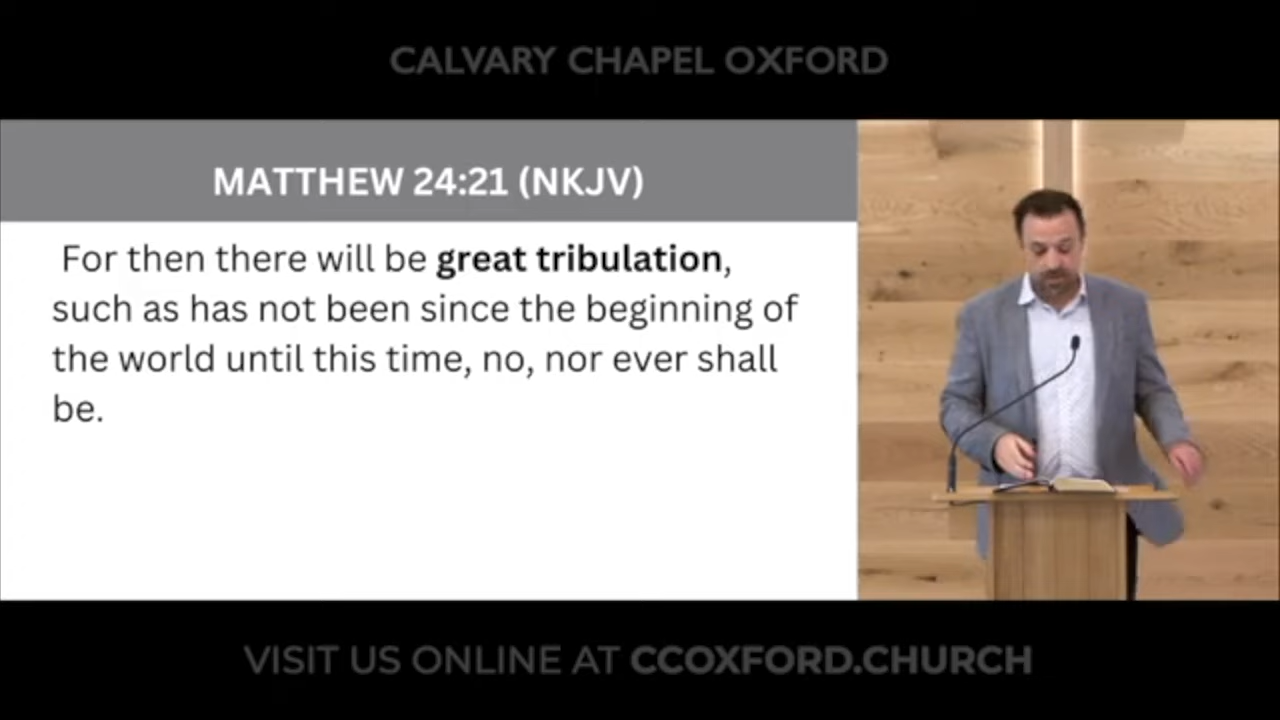 CALVARY CHAPEL OXFORD
MATTHEW 24:21 (NKJV)
For then there will be great tribulation,
such as has not been since the beginning of
the world until this time, no, nor ever shall
be.
VISIT US ONLINE AT CCOXFORD.CHURCH